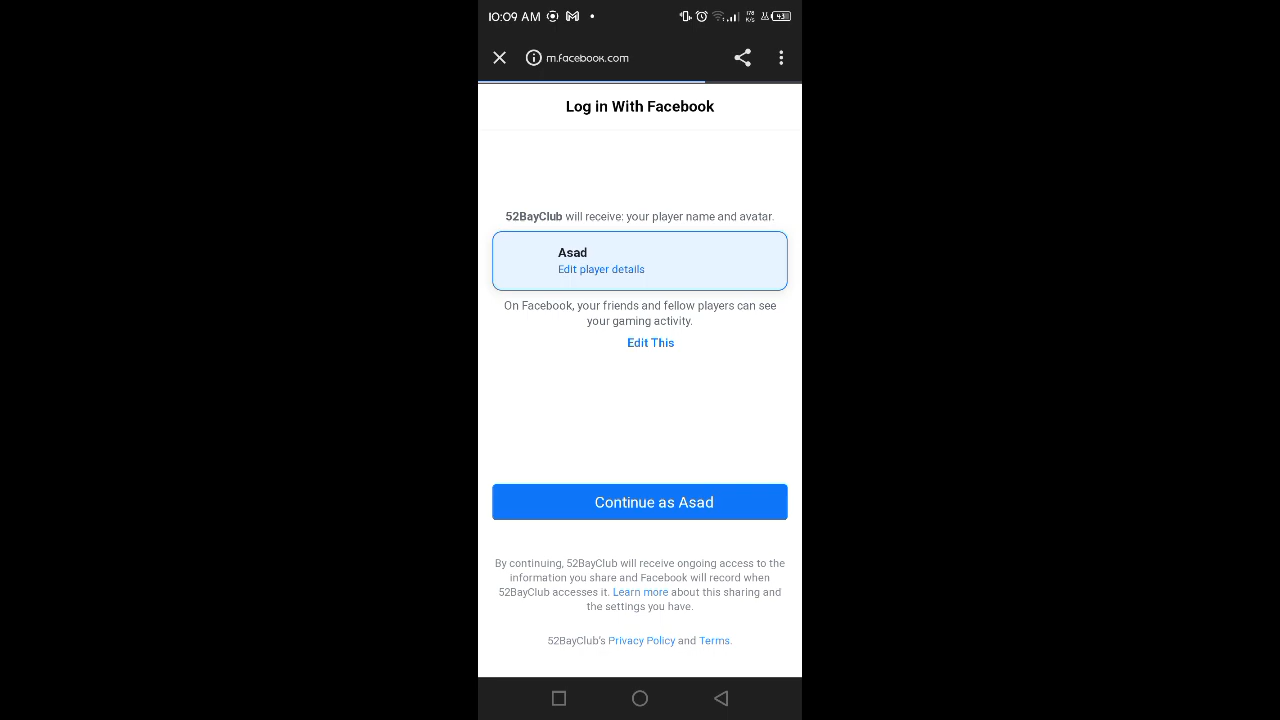 10:09 AM
178
K/s
43
m.facebook.com
Log in With Facebook
52BayClub will receive: your player name and avatar.
Asad
Edit player details
On Facebook, your friends and fellow players can see
your gaming activity.
Edit This
Continue as Asad
By continuing, 52BayClub will receive ongoing access to the
information you share and Facebook will record when
52BayClub accesses it. Learn more about this sharing and
the settings you have.
52BayClub's Privacy Policy and Terms.